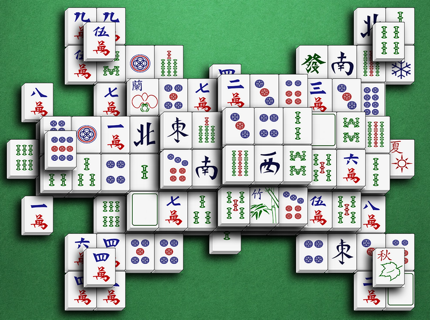 九 九 北
伍萬
萬 發 南
四
八萬 七萬 蘭 七萬 二萬 三萬
一萬 北 東
南 西 六萬 夏
一萬 七萬 竹 伍萬 八萬
六 四 四萬 東 秋
萬 萬